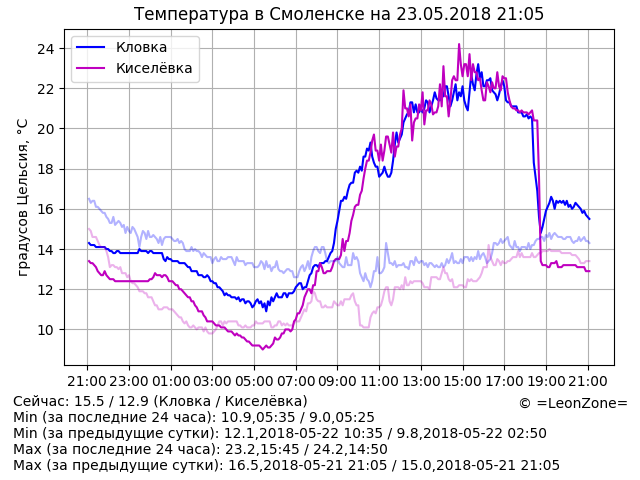 Температура в Смоленске на 23.05.2018 21:05
Кловка
Киселёвка
градусов Цельсия, °C
24
22
20
18
16
14
12
10
21:00 23:00 01:00 03:00 05:00 07:00 09:00 11:00 13:00 15:00 17:00 19:00 21:00
Сейчас: 15.5 / 12.9 (Кловка / Киселёвка)
© =LeonZone=
Min (за последние 24 часа): 10.9,05:35 / 9.0,05:25
Min (за предыдущие сутки): 12.1,2018-05-22 10:35 / 9.8,2018-05-22 02:50
Max (за последние 24 часа): 23.2,15:45 / 24.2,14:50
Max (за предыдущие сутки): 16.5,2018-05-21 21:05 / 15.0,2018-05-21 21:05